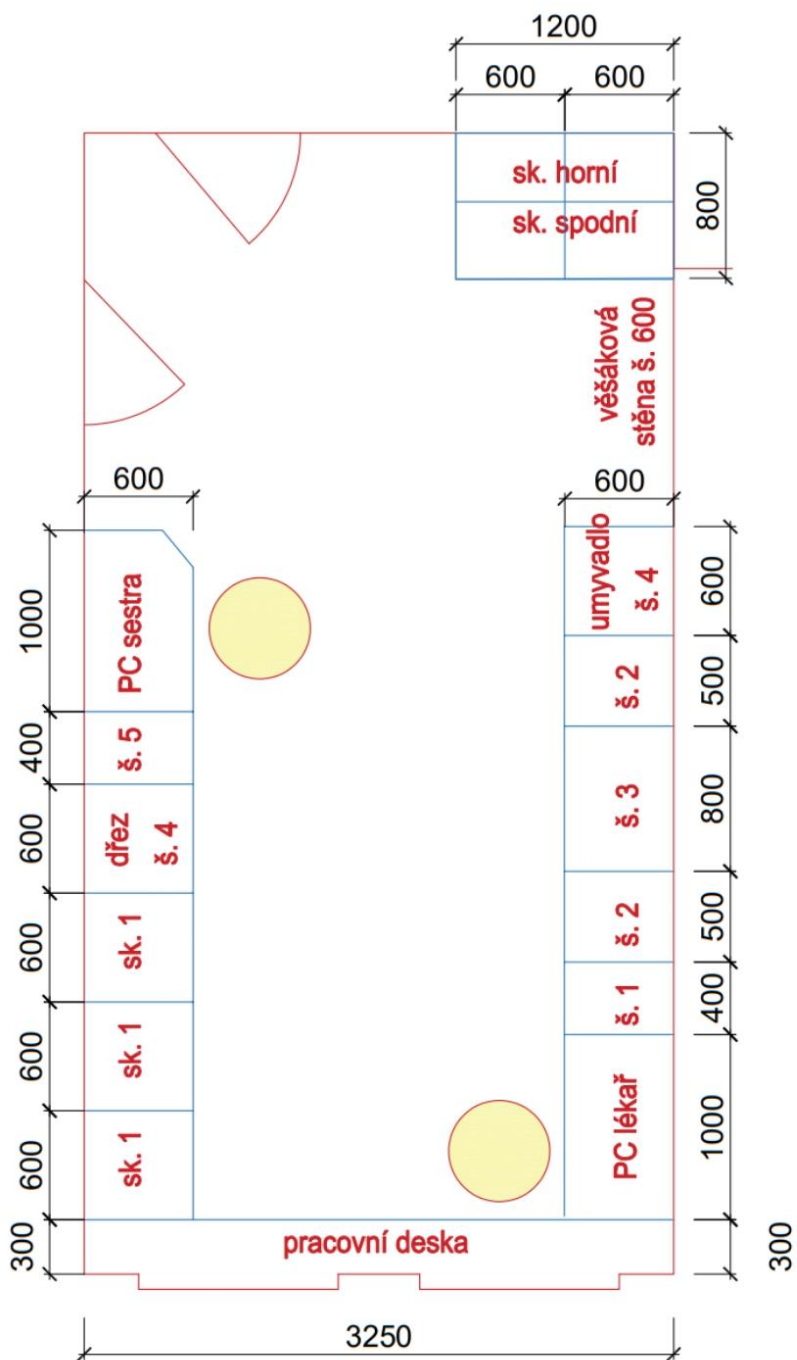 1200
600 600
sk. horní
sk. spodní
800
věšáková
stěna š. 600
600
600
1000
PC sestra
400
š. 5
600
dřez
š. 4
600
sk. 1
600
sk. 1
600
sk. 1
300
umyvadlo
š. 4
600
š. 2
500
š. 3
800
š. 2
500
š. 1
400
PC lékař
1000
300
pracovní deska
3250